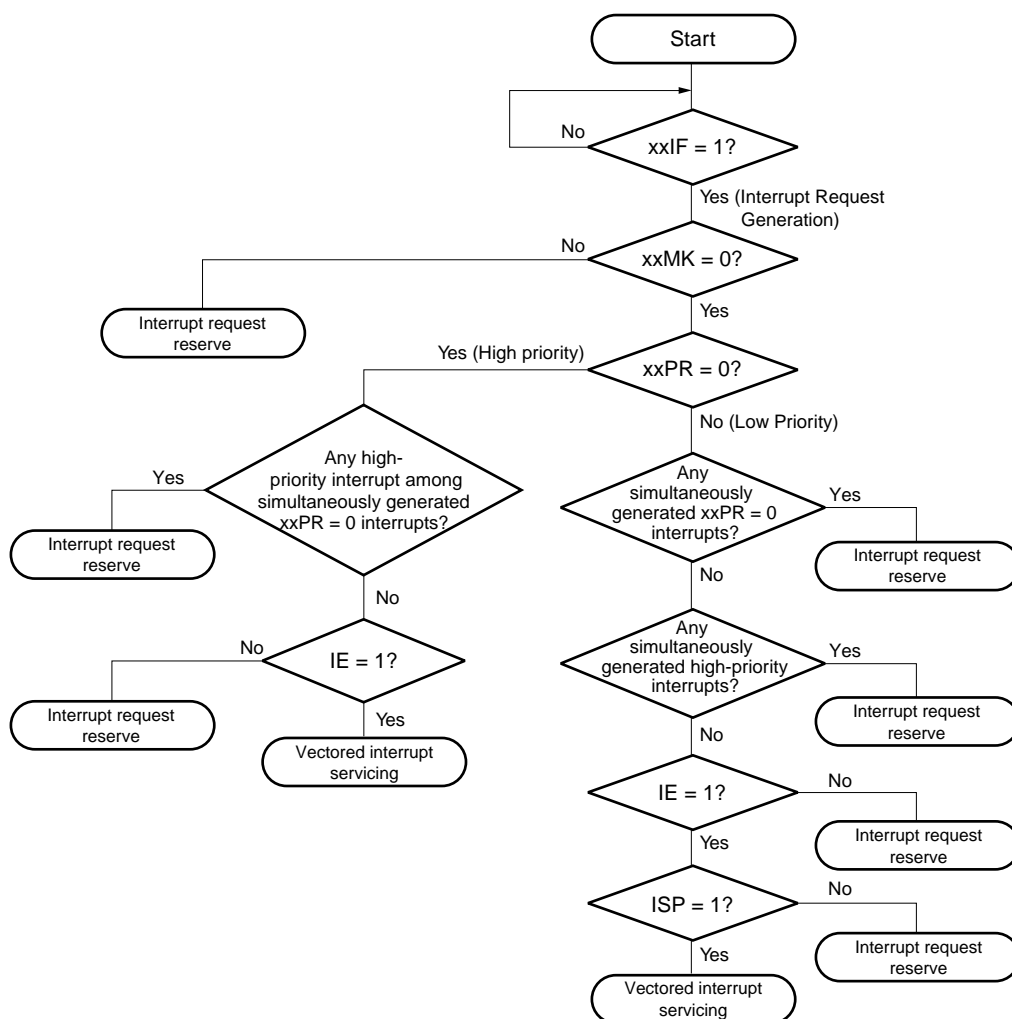 Start
No
xxIF = 1?
Yes (Interrupt Request
Generation)
No
xxMK = 0?
Interrupt request
reserve
Yes
Yes (High priority)
xxPR = 0?
No (Low Priority)
Any high-
priority interrupt among
simultaneously generated
xxPR = 0 interrupts?
Yes
Interrupt request
reserve
Any
simultaneously
generated xxPR = 0
interrupts?
Yes
Interrupt request
reserve
No
No
IE = 1?
No
Interrupt request
reserve
Yes
Vectored interrupt
servicing
Any
simultaneously
generated high-priority
interrupts?
Yes
Interrupt request
reserve
No
IE = 1?
No
Interrupt request
reserve
Yes
ISP = 1?
No
Interrupt request
reserve
Yes
Vectored interrupt
servicing